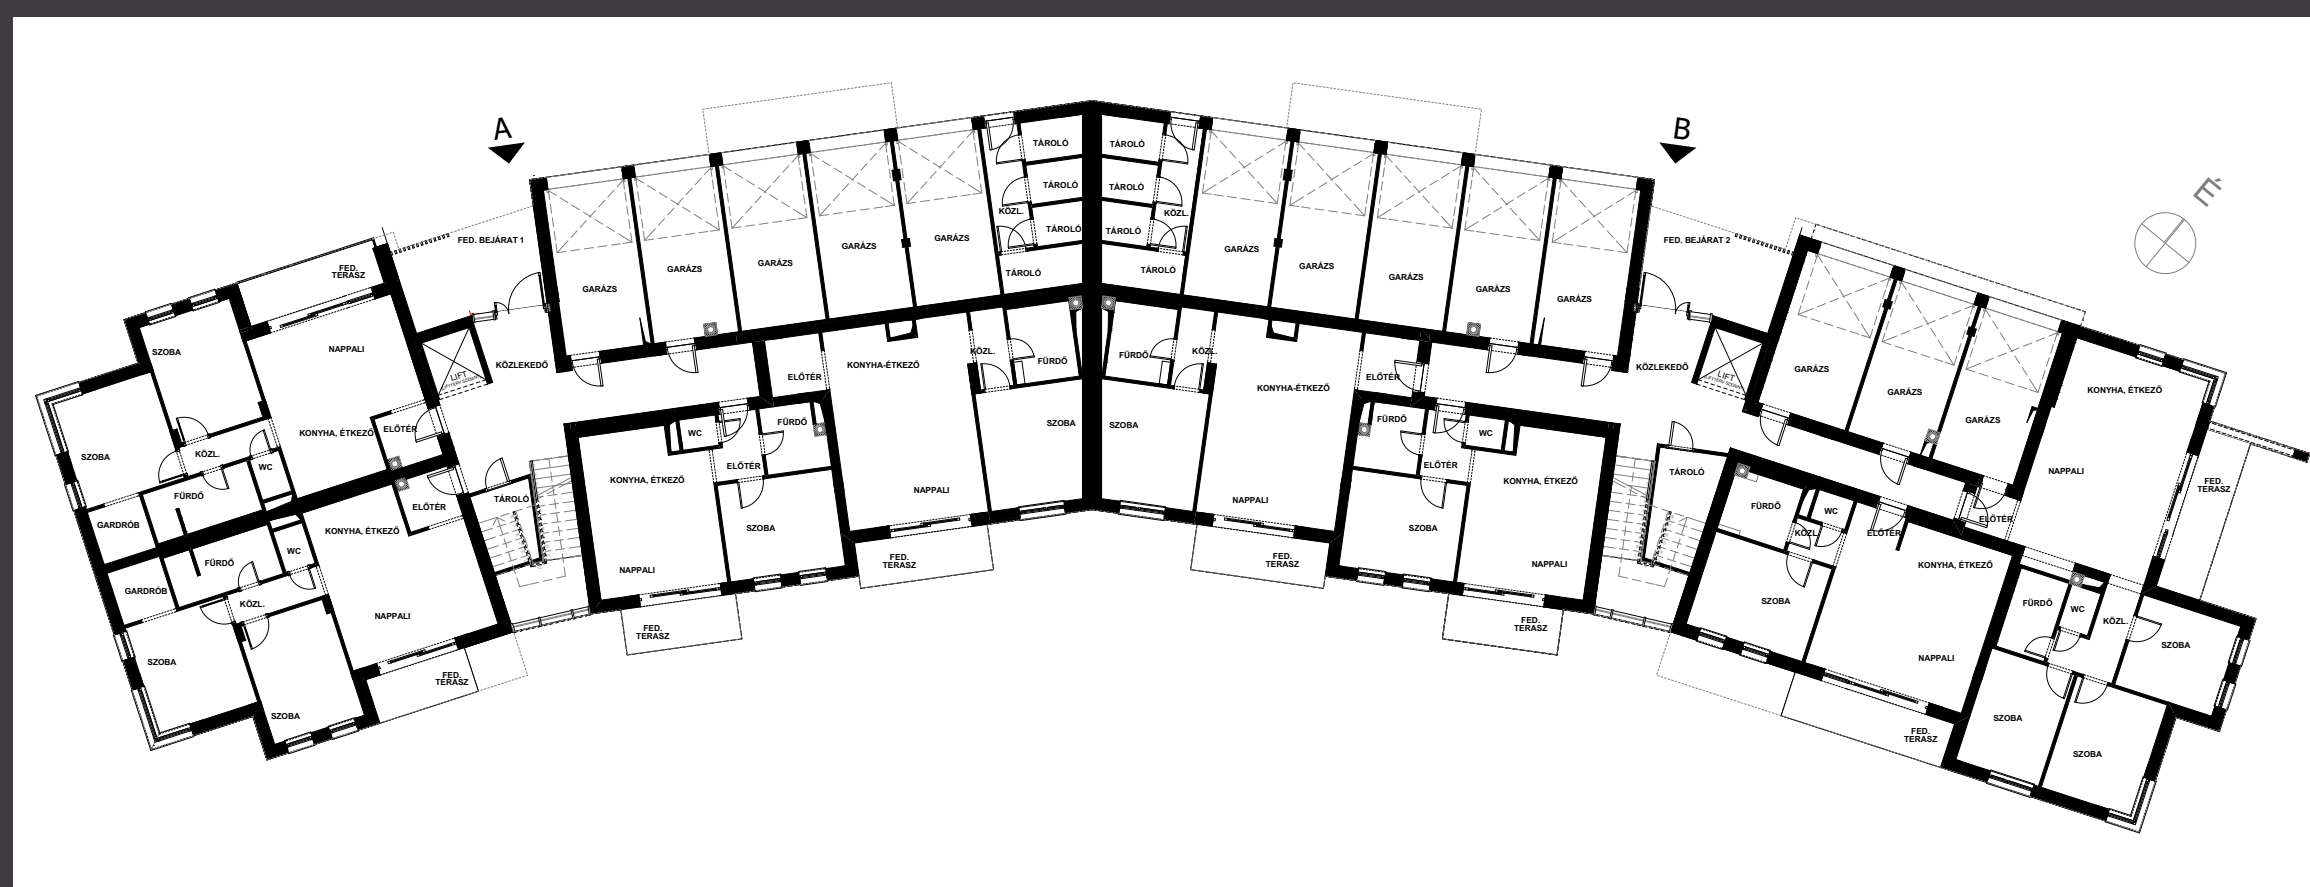 A
B
É
FED. BEJÁRAT 1
FED.
TERASZ
SZOBA
NAPPALI
KÖZLEKEDŐ
LIFT
SZOBA
KONYHA, ÉTKEZŐ
ELŐTÉR
KÖZL.
WC
FÜRDŐ
GARDRÓB
TÁROLÓ
ELŐTÉR
KONYHA, ÉTKEZŐ
WC
FÜRDŐ
GARDRÓB
KÖZL.
NAPPALI
SZOBA
SZOBA
FED.
TERASZ
GARÁZS
GARÁZS
GARÁZS
GARÁZS
GARÁZS
TÁROLÓ
TÁROLÓ
KÖZL.
TÁROLÓ
TÁROLÓ
ELŐTÉR
KONYHA-ÉTKEZŐ
KÖZL.
FÜRDŐ
SZOBA
NAPPALI
FED.
TERASZ
WC
FÜRDŐ
ELŐTÉR
KONYHA, ÉTKEZŐ
SZOBA
NAPPALI
FED.
TERASZ
TÁROLÓ
TÁROLÓ
KÖZL.
TÁROLÓ
TÁROLÓ
GARÁZS
GARÁZS
GARÁZS
GARÁZS
GARÁZS
FÜRDŐ
KÖZL.
KONYHA-ÉTKEZŐ
ELŐTÉR
SZOBA
NAPPALI
FED.
TERASZ
FÜRDŐ
WC
ELŐTÉR
KONYHA, ÉTKEZŐ
SZOBA
NAPPALI
FED.
TERASZ
FED. BEJÁRAT 2
KÖZLEKEDŐ
LIFT
TÁROLÓ
GARÁZS
GARÁZS
GARÁZS
KONYHA, ÉTKEZŐ
NAPPALI
FED.
TERASZ
ELŐTÉR
FÜRDŐ
WC
KÖZL.
ELŐTÉR
KONYHA, ÉTKEZŐ
SZOBA
NAPPALI
FED.
TERASZ
FÜRDŐ
WC
KÖZL.
SZOBA
SZOBA
SZOBA